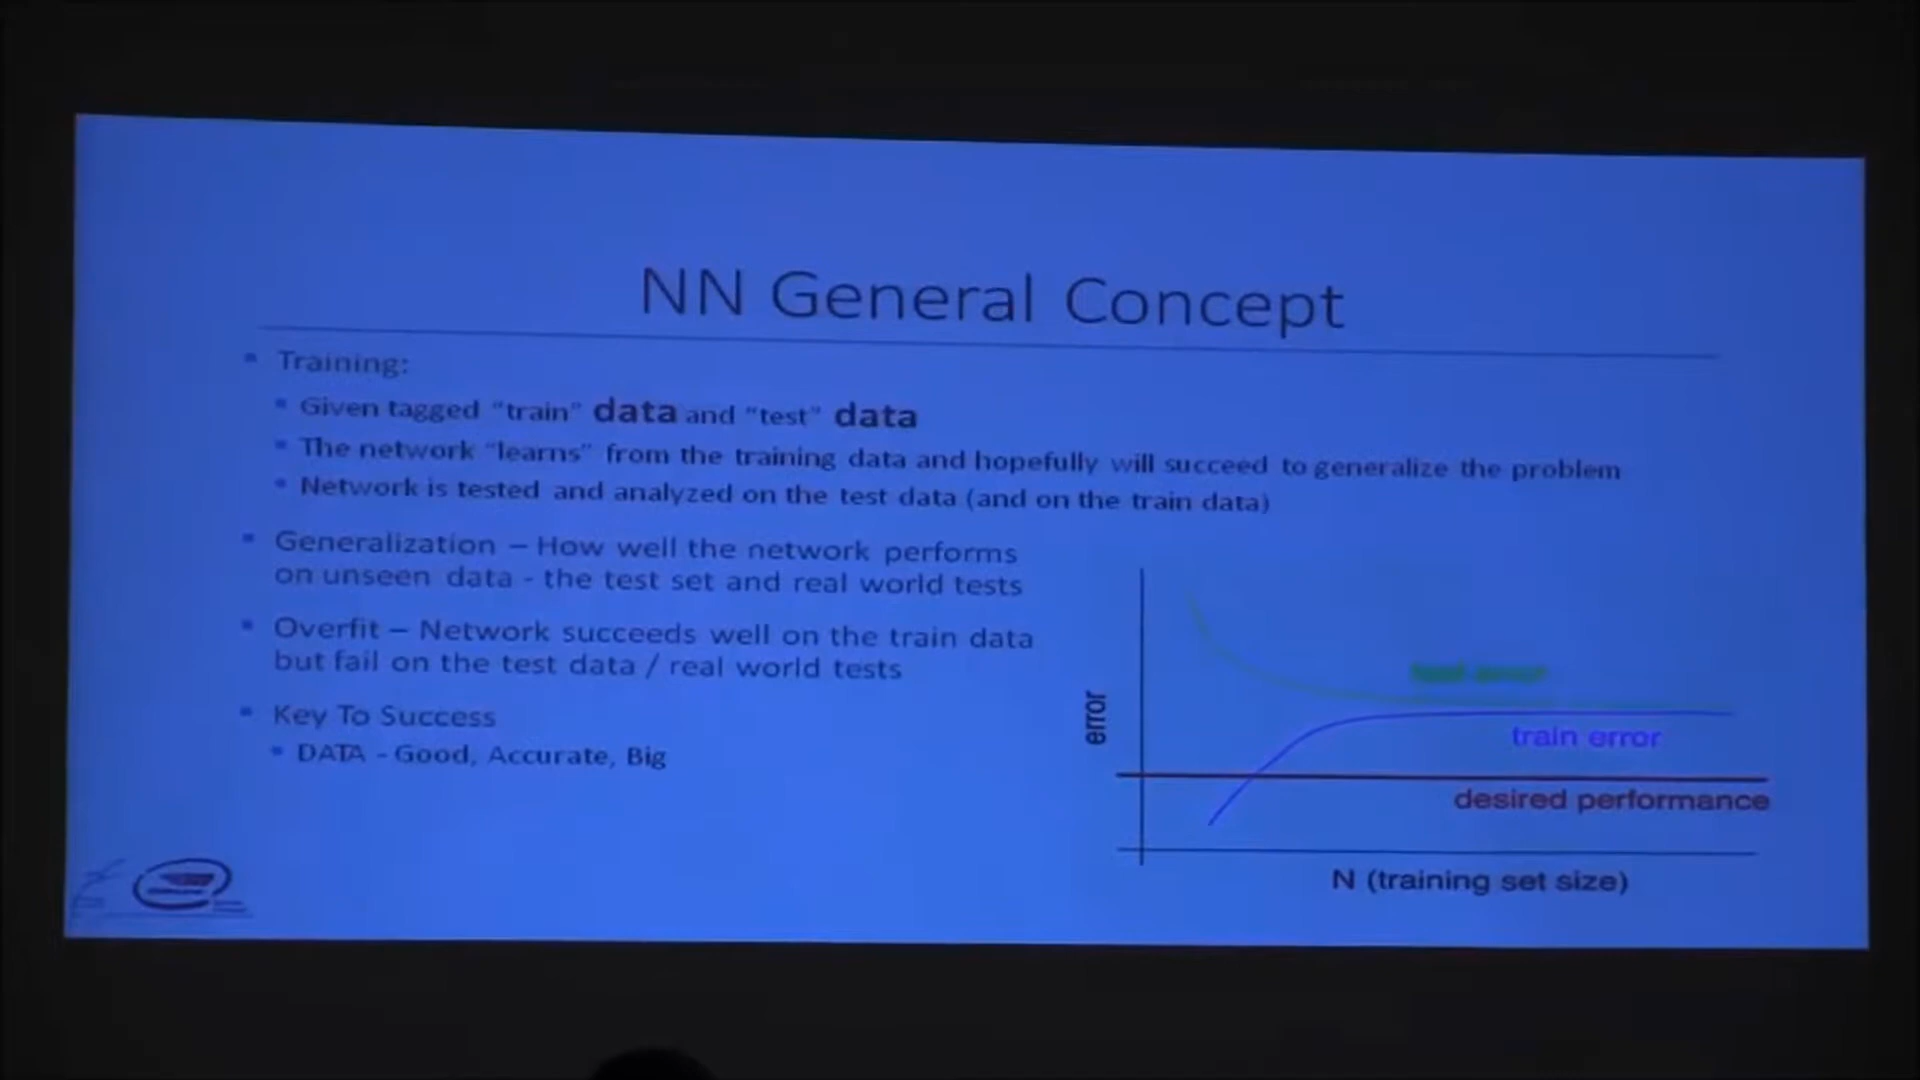 NN General Concept
Training:
Given tagged "train" data and "test" data
The network "learns" from the training data and hopefully will succeed to generalize the problem
Network is tested and analyzed on the test data (and on the train data)
Generalization – How well the network performs
on unseen data - the test set and real world tests
Overfit – Network succeeds well on the train data
but fail on the test data / real world tests
Key To Success
DATA - Good, Accurate, Big
error
train error
desired performance
N (training set size)